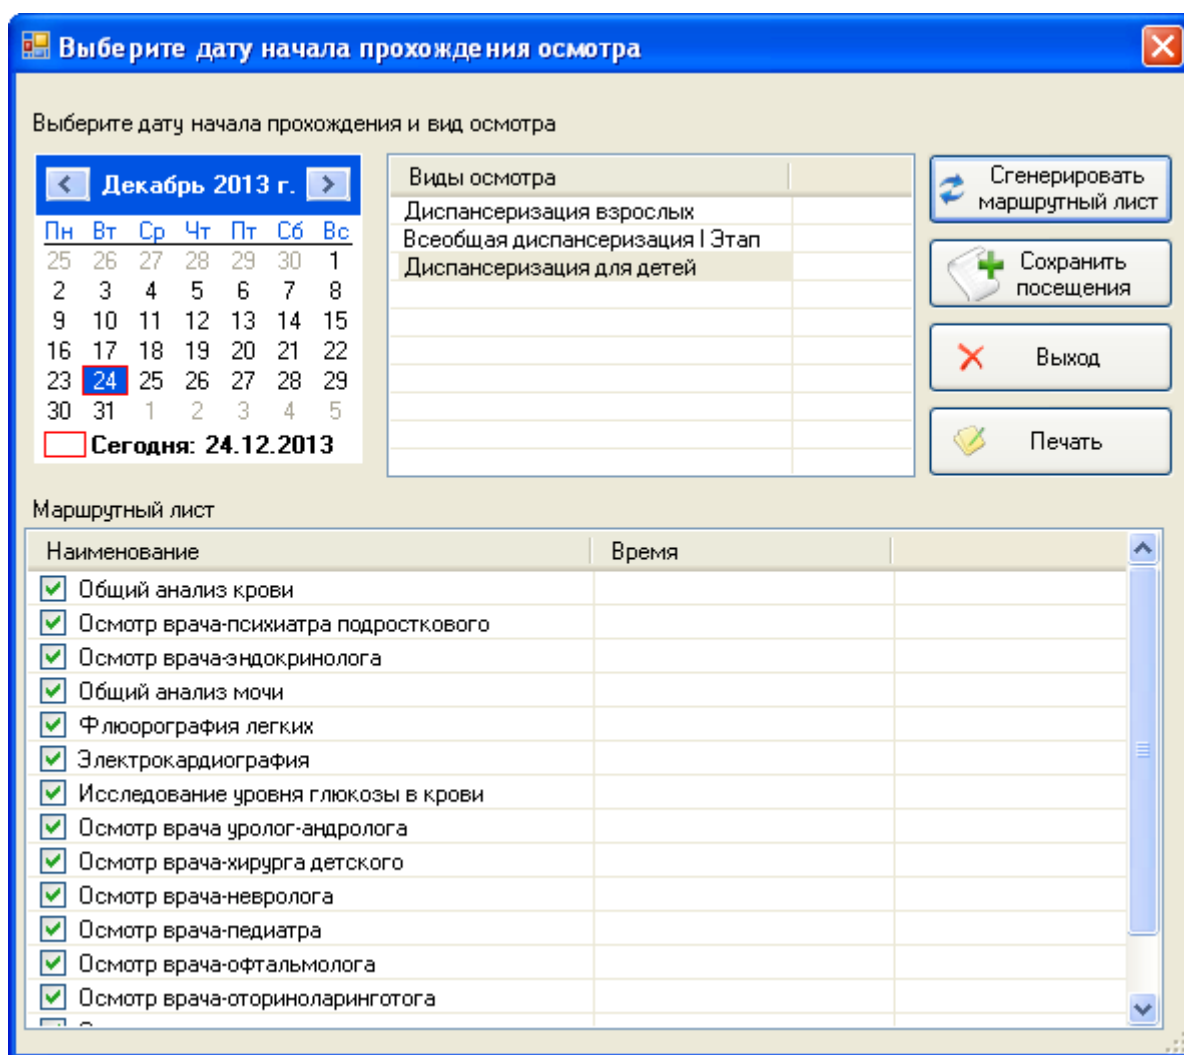 Выберите дату начала прохождения осмотра
Выберите дату начала прохождения и вид осмотра
Декабрь 2013 г.
Пн Вт Ср Чт Пт Сб Вс
25 26 27 28 29 30 1
2 3 4 5 6 7 8
9 10 11 12 13 14 15
16 17 18 19 20 21 22
23 24 25 26 27 28 29
30 31 1 2 3 4 5
Сегодня: 24.12.2013
Виды осмотра
Диспансеризация взрослых
Всеобщая диспансеризация I Этап
Диспансеризация для детей
Сгенерировать
маршрутный лист
Сохранить
посещения
Выход
Печать
Маршрутный лист
Наименование Время
Общий анализ крови
Осмотр врача-психиатра подросткового
Осмотр врача-эндокринолога
Общий анализ мочи
Флюорография легких
Электрокардиография
Исследование уровня глюкозы в крови
Осмотр врача уролог-андролога
Осмотр врача-хирурга детского
Осмотр врача-невролога
Осмотр врача-педиатра
Осмотр врача-офтальмолога
Осмотр врача-оториноларинготога